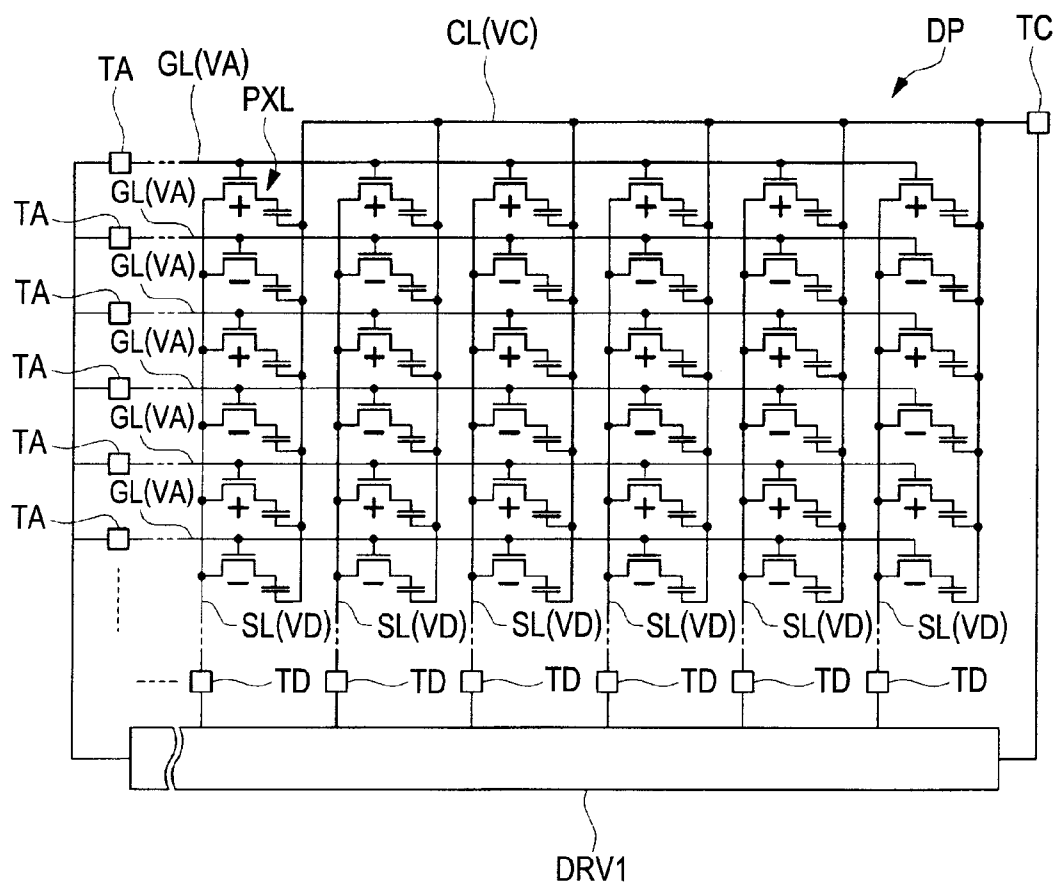 CL(VC)
DP
TC
TA
GL(VA)
PXL
+ + + + + +
GL(VA)
TA
GL(VA)
− − − − − −
TA
GL(VA)
+ + + + + +
TA
GL(VA)
− − − − − −
TA
GL(VA)
+ + + + + +
TA
− − − − − −
SL(VD) SL(VD) SL(VD) SL(VD) SL(VD) SL(VD)
TD TD TD TD TD TD
DRV1